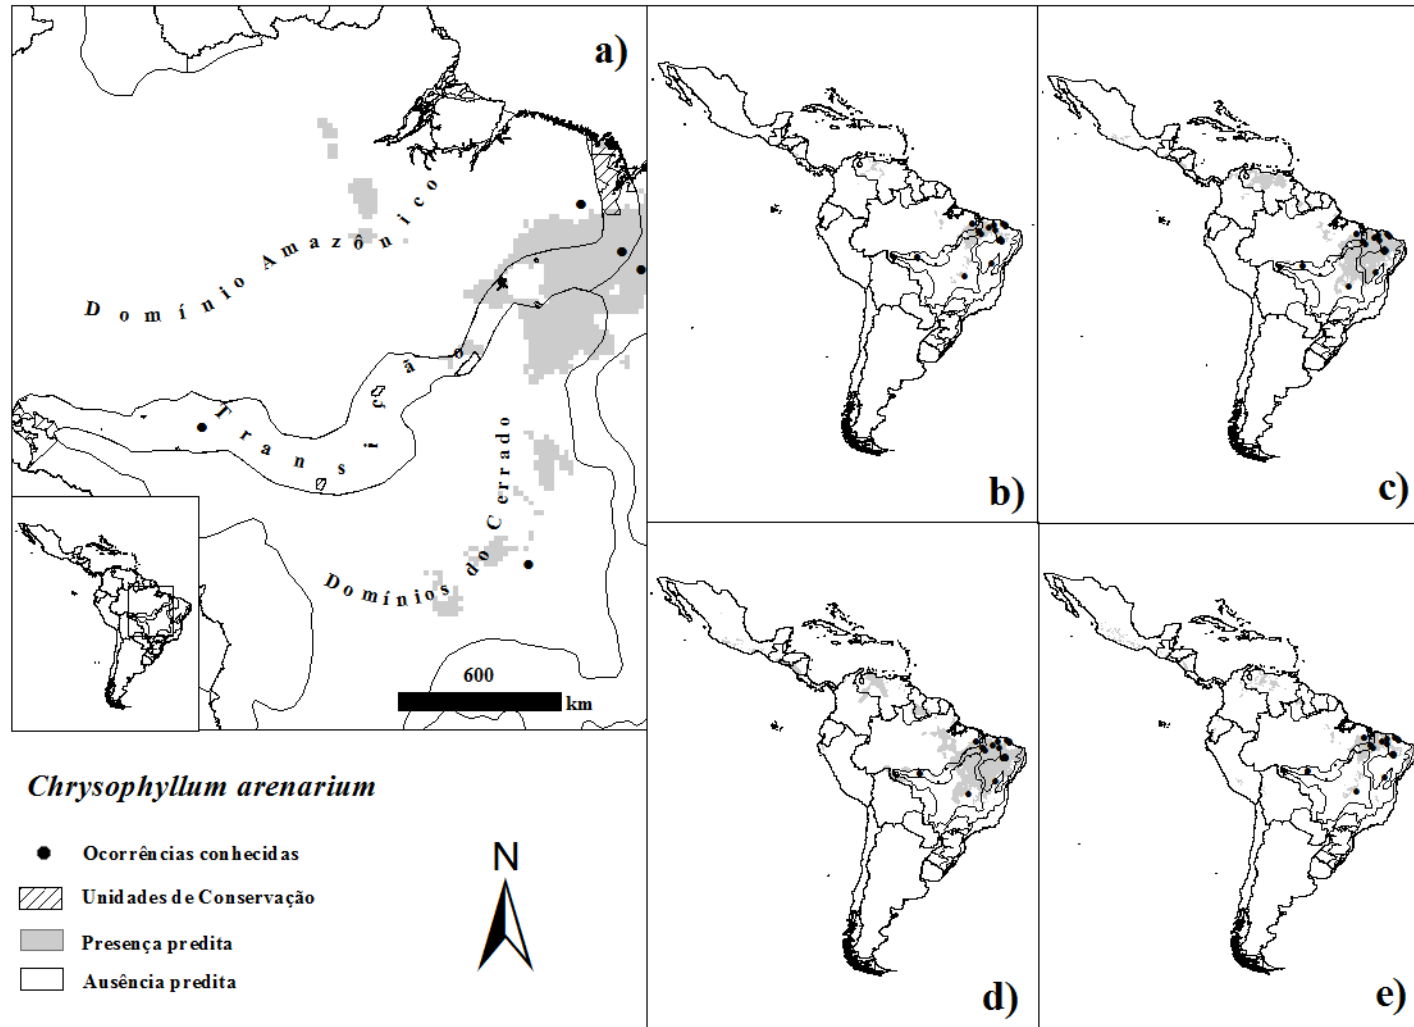 a)
Domínio Amazônico
Transição
Domínios do Cerrado
600
km
b)
c)
d)
e)
Chrysophyllum arenarium
N
Ocorrências conhecidas
Unidades de Conservação
Presença predita
Ausência predita